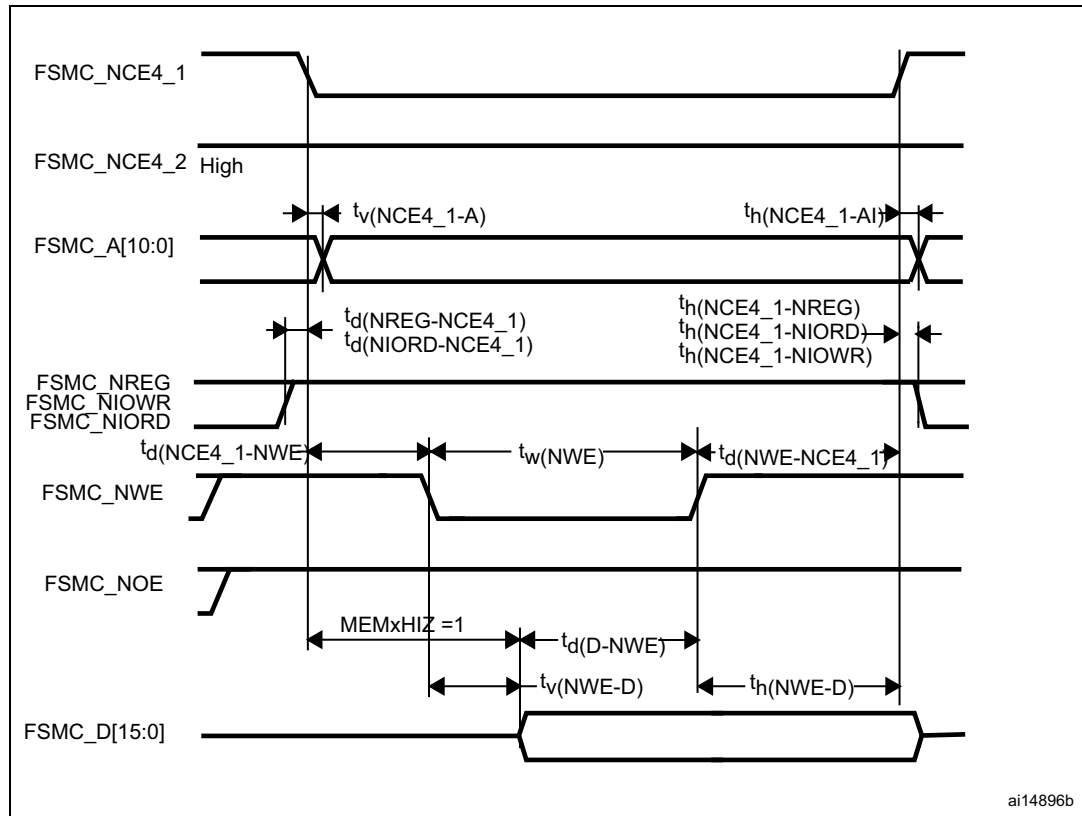 FSMC_NCE4_1
FSMC_NCE4_2 High
tv(NCE4_1-A)
th(NCE4_1-AI)
FSMC_A[10:0]
td(NREG-NCE4_1)
td(NIORD-NCE4_1)
th(NCE4_1-NREG)
th(NCE4_1-NIORD)
th(NCE4_1-NIOWR)
FSMC_NREG
FSMC_NIOWR
FSMC_NIORD
td(NCE4_1-NWE)
tw(NWE)
td(NWE-NCE4_1)
FSMC_NWE
FSMC_NOE
MEMxHIZ =1
td(D-NWE)
tv(NWE-D)
th(NWE-D)
FSMC_D[15:0]
ai14896b